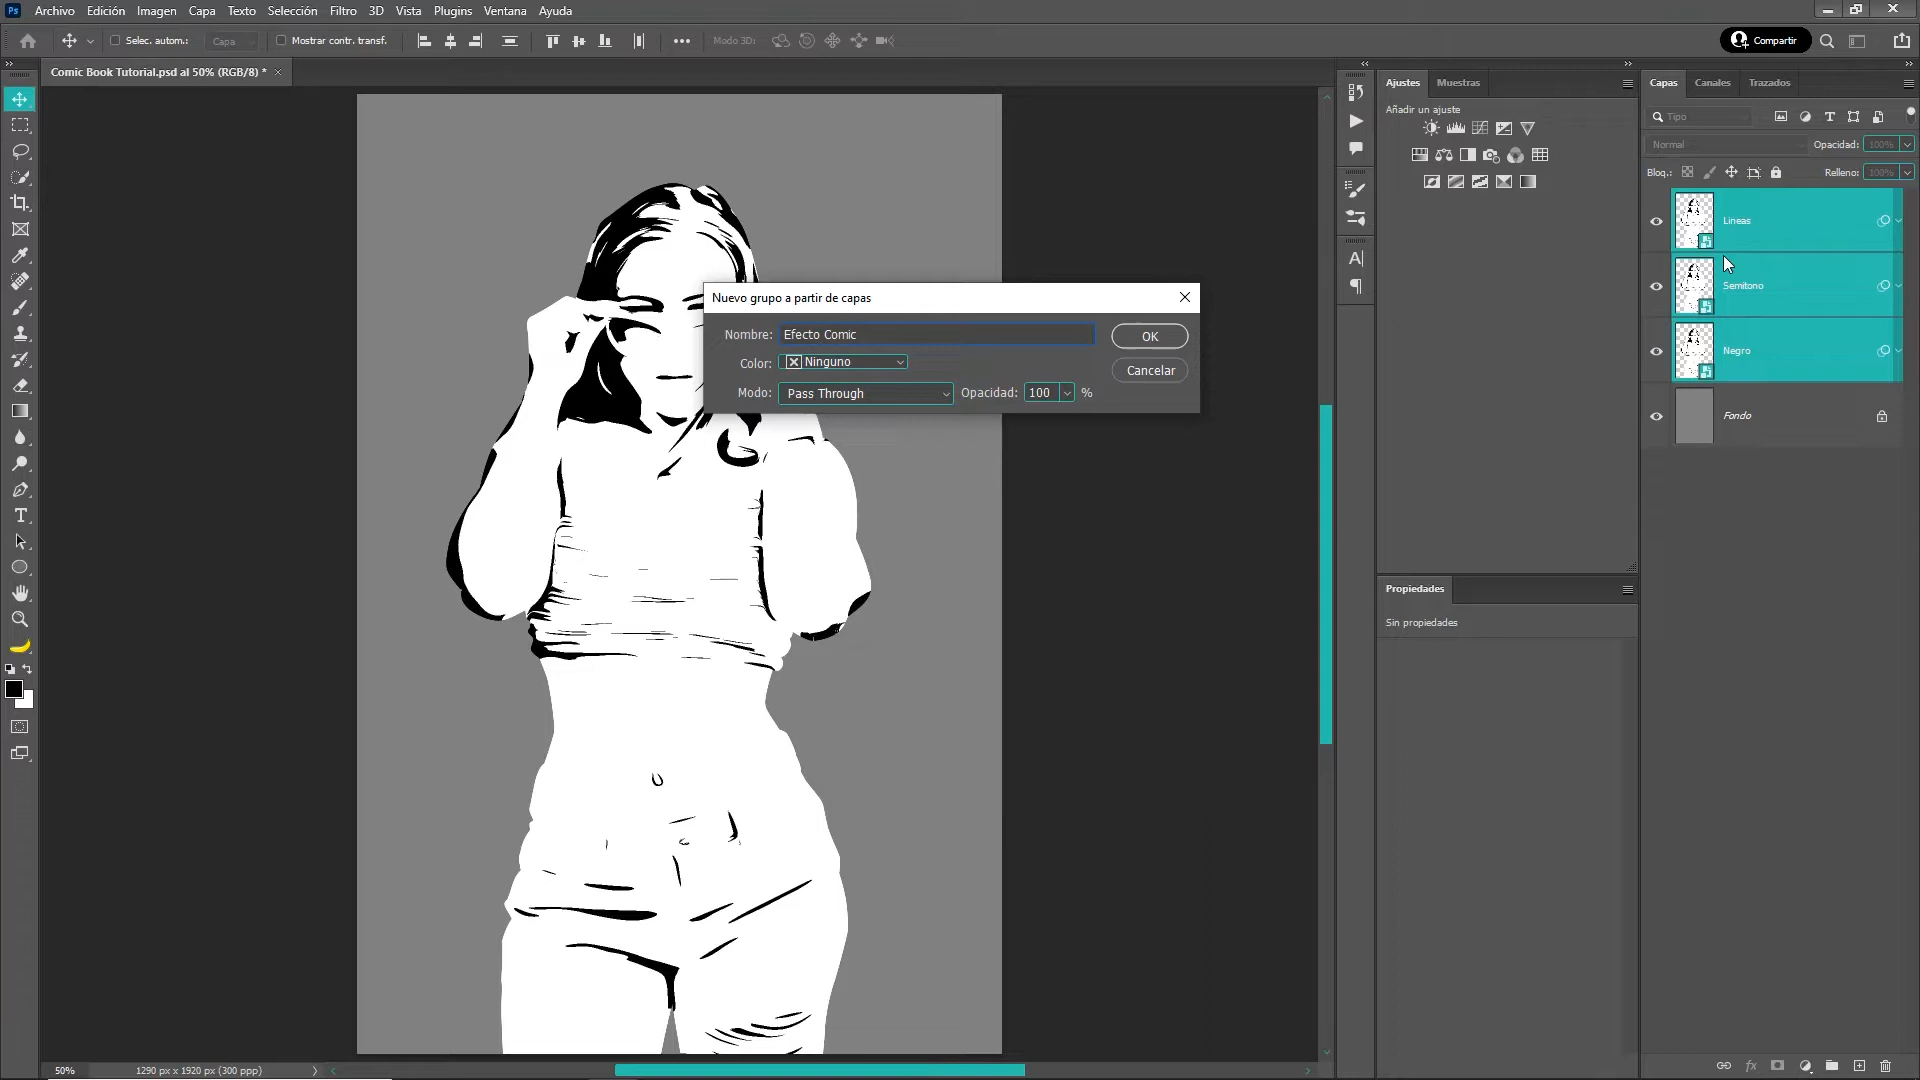 Ps Archivo Edición Imagen Capa Texto Selección Filtro 3D Vista Plugins Ventana Ayuda
Selec. autom.: Capa Mostrar contr. transf. Modo 3D: Compartir
Comic Book Tutorial.psd al 50% (RGB/8) *
Ajustes Muestras
Añadir un ajuste
Capas Canales Trazados
Tipo
Normal Opacidad: 100%
Bloq.: Relleno: 100%
Lineas
Semitono
Negro
Fondo
Nuevo grupo a partir de capas
Nombre: Efecto Comic OK
Color: Ninguno Cancelar
Modo: Pass Through Opacidad: 100 %
Propiedades
Sin propiedades
50% 1290 px x 1920 px (300 ppp)